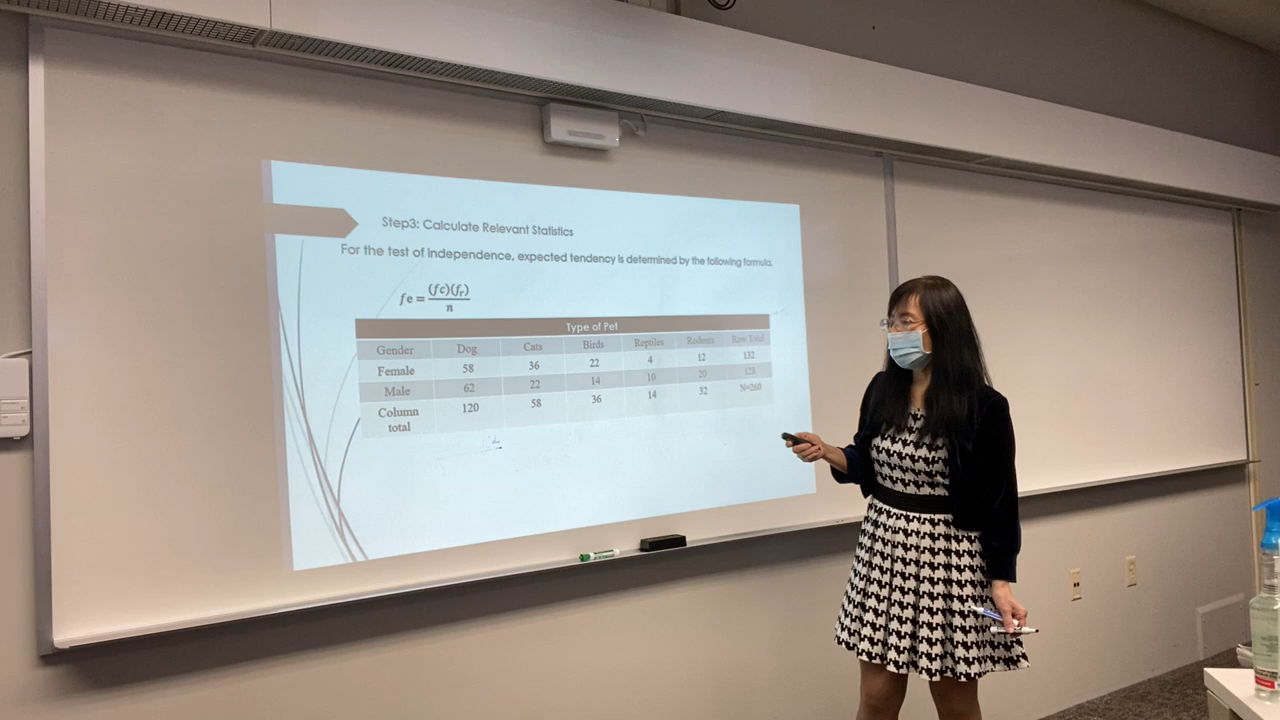 Step3: Calculate Relevant Statistics
For the test of independence, expected tendency is determined by the following formula.
fe = (fc)(fr) / n
Type of Pet
Gender Dog Cats Birds Reptiles Rodents Row Total
Female 58 36 22 4 12 132
Male 62 22 14 10 20 128
Column total 120 58 36 14 32 N=260